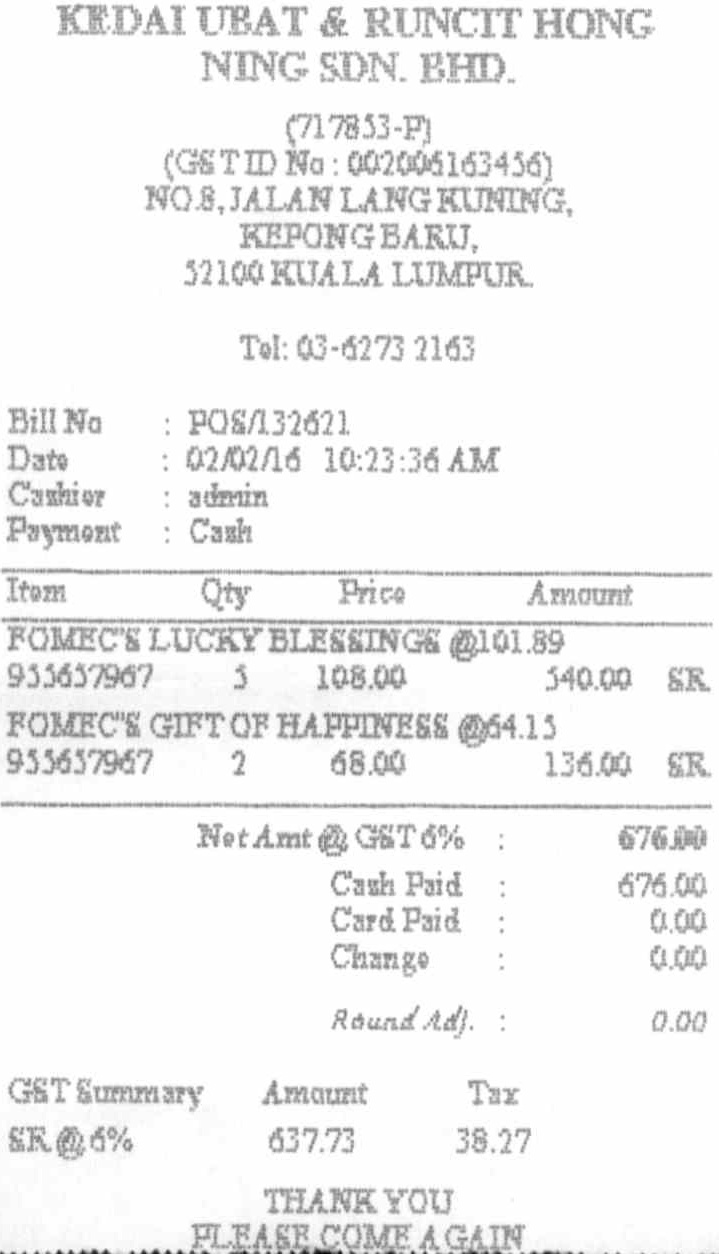 KEDAI UBAT & RUNCIT HONG
NING SDN. BHD.
(717853-P)
(GST ID No : 002006163456)
NO.8, JALAN LANG KUNING,
KEPONG BARU,
52100 KUALA LUMPUR.
Tel: 03-6273 2163
Bill No : POS/132621
Date : 02/02/16 10:23:36 AM
Cashier : admin
Payment : Cash
Item Qty Price Amount
FOMEC'S LUCKY BLESSINGS @101.89
955657967 5 108.00 540.00 SR
FOMEC'S GIFT OF HAPPINESS @64.15
955657967 2 68.00 136.00 SR
Net Amt @ GST 6% : 676.00
Cash Paid : 676.00
Card Paid : 0.00
Change : 0.00
Round Adj. : 0.00
GST Summary Amount Tax
SR @ 6% 637.73 38.27
THANK YOU
PLEASE COME AGAIN